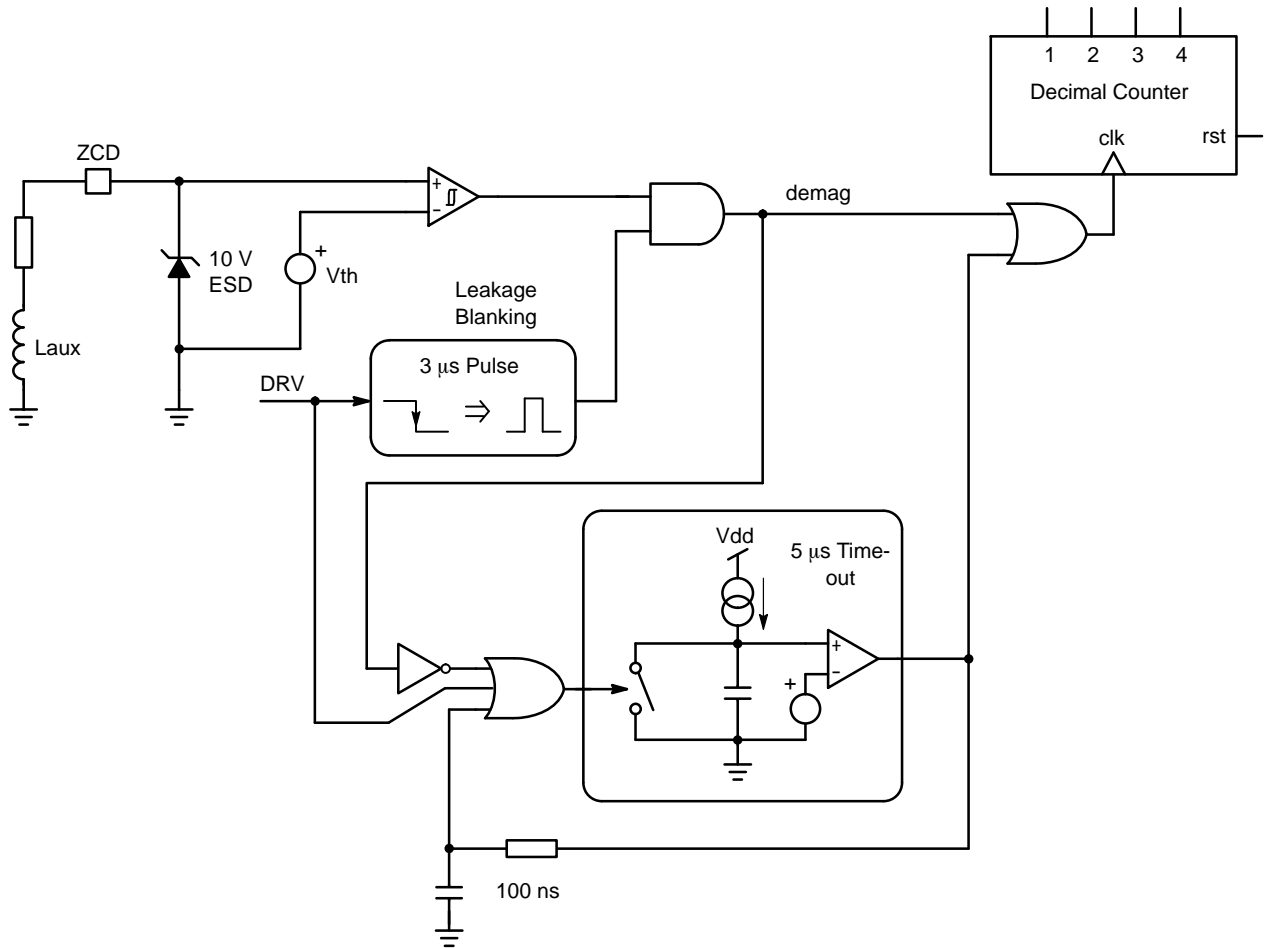 1 2 3 4
Decimal Counter
clk
rst
ZCD
demag
10 V
ESD
+
−
+
Vth
Laux
Leakage
Blanking
3 μs Pulse
DRV
Vdd
5 μs Time-
out
+
−
+
100 ns